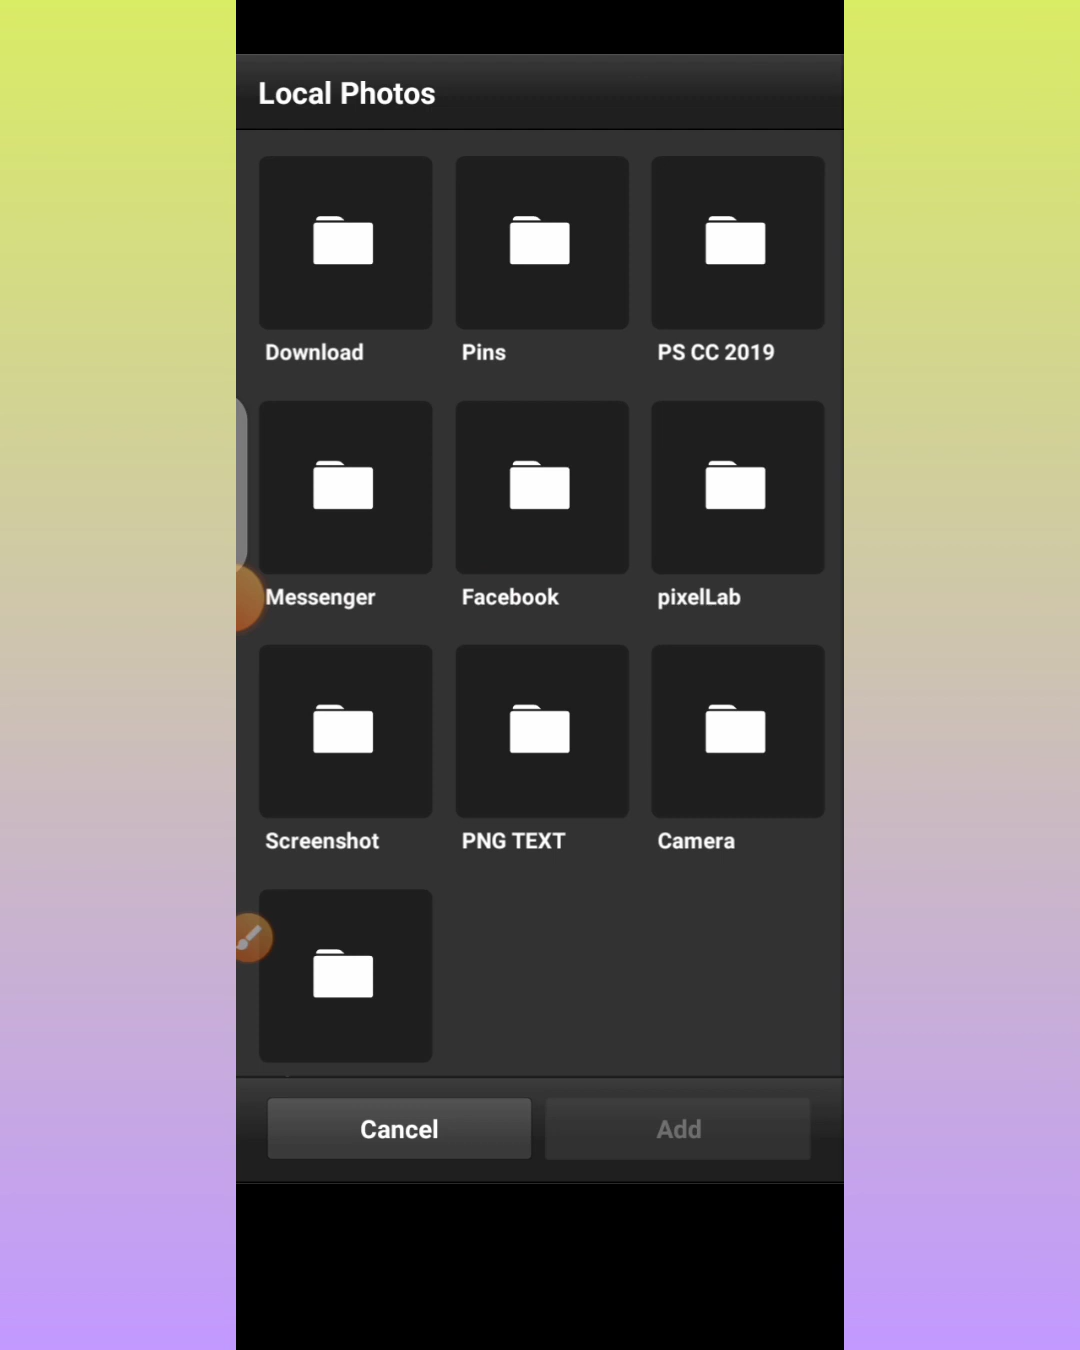 Local Photos
Download Pins PS CC 2019
Messenger Facebook pixelLab
Screenshot PNG TEXT Camera
Cancel Add